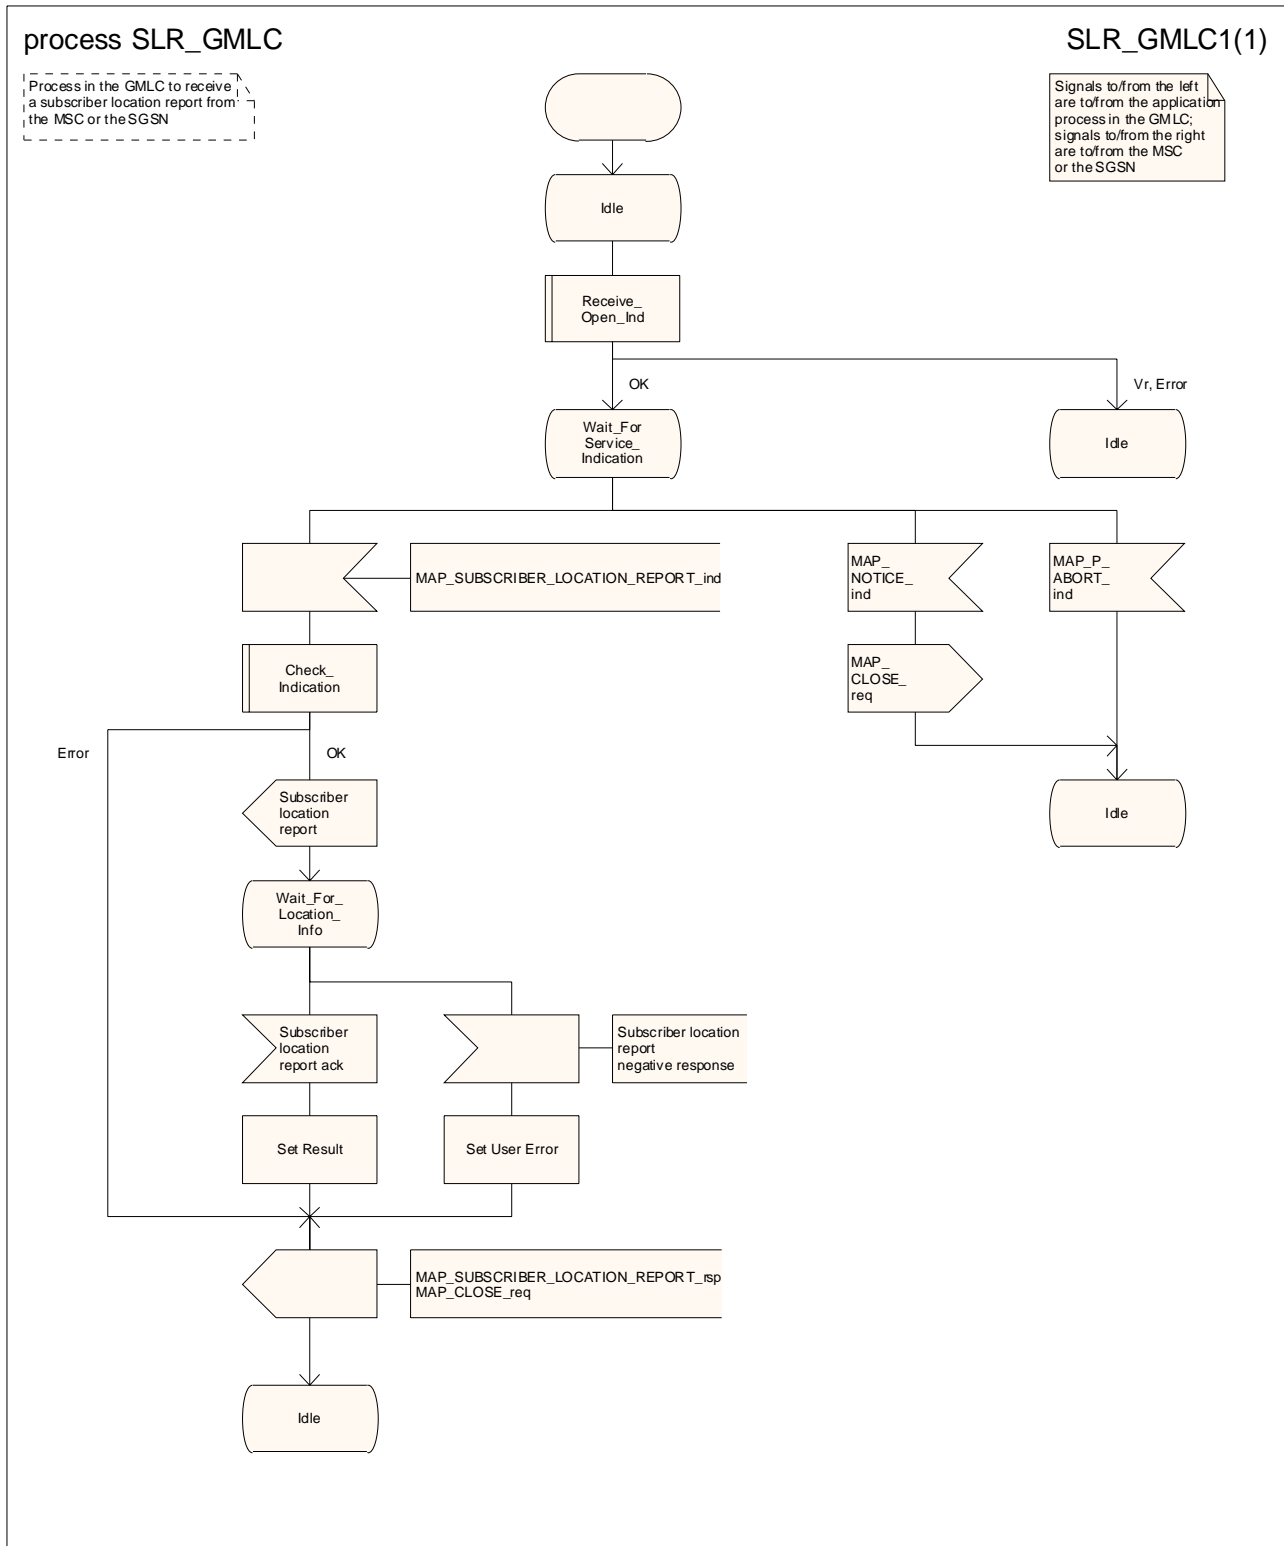 process SLR_GMLC
SLR_GMLC1(1)
Process in the GMLC to receive
a subscriber location report from
the MSC or the SGSN
Signals to/from the left
are to/from the application
process in the GMLC;
signals to/from the right
are to/from the MSC
or the SGSN
Idle
Receive_
Open_Ind
OK
Vr, Error
Wait_For
Service_
Indication
Idle
MAP_SUBSCRIBER_LOCATION_REPORT_ind
MAP_
NOTICE_
ind
MAP_P_
ABORT_
ind
Check_
Indication
MAP_
CLOSE_
req
Error
OK
Subscriber
location
report
Idle
Wait_For_
Location_
Info
Subscriber
location
report ack
Subscriber location
report
negative response
Set Result
Set User Error
MAP_SUBSCRIBER_LOCATION_REPORT_rsp
MAP_CLOSE_req
Idle